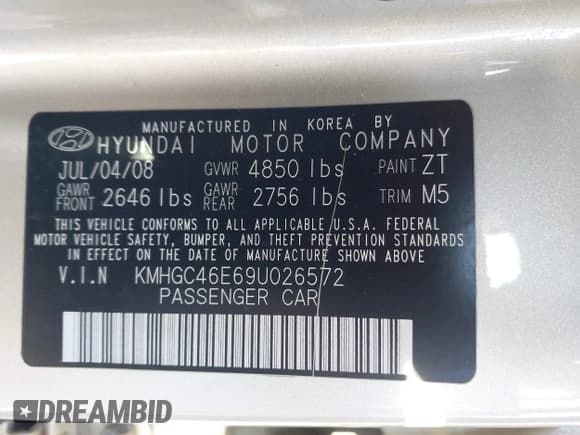 MANUFACTURED IN KOREA BY
HYUNDAI MOTOR COMPANY
JUL/04/08 GVWR 4850 lbs PAINT ZT
GAWR FRONT 2646 lbs GAWR REAR 2756 lbs TRIM M5
THIS VEHICLE CONFORMS TO ALL APPLICABLE U.S.A. FEDERAL
MOTOR VEHICLE SAFETY, BUMPER, AND THEFT PREVENTION STANDARDS
IN EFFECT ON THE DATE OF MANUFACTURE SHOWN ABOVE
V.I.N KMHGC46E69U026572
PASSENGER CAR
DREAMBID